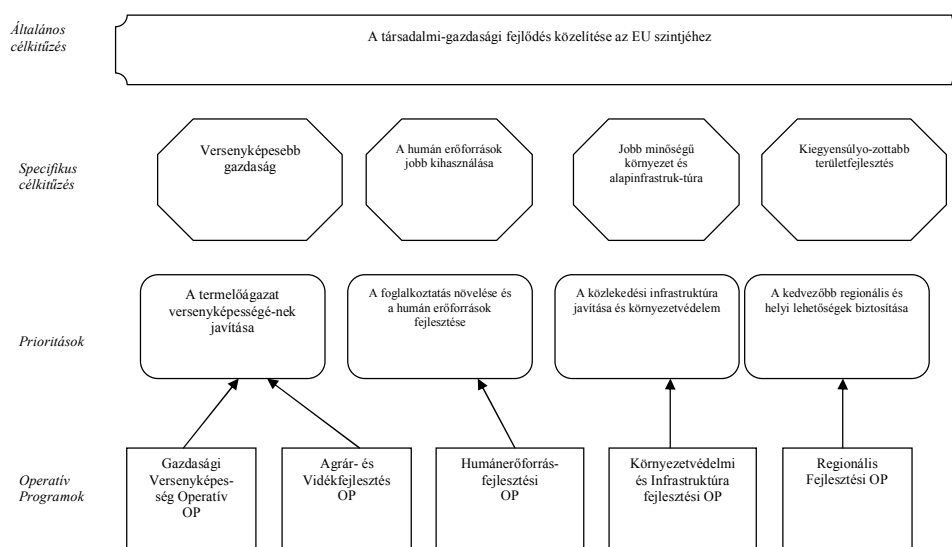 Általános
célkitűzés
A társadalmi-gazdasági fejlődés közelítése az EU szintjéhez
Specifikus
célkitűzés
Versenyképesebb
gazdaság
A humán erőforrások
jobb kihasználása
Jobb minőségű
környezet és
alapinfrastruk-túra
Kiegyensúlyo-zottabb
területfejlesztés
Prioritások
A termelőágazat
versenyképességé-nek
javítása
A foglalkoztatás növelése és
a humán erőforrások
fejlesztése
A közlekedési infrastruktúra
javítása és környezetvédelem
A kedvezőbb regionális és
helyi lehetőségek biztosítása
Operatív
Programok
Gazdasági
Versenyképes-
ség Operatív
OP
Agrár- és
Vidékfejlesztés
OP
Humánerőforrás-
fejlesztési
OP
Környezetvédelmi
és Infrastruktúra
fejlesztési OP
Regionális
Fejlesztési OP